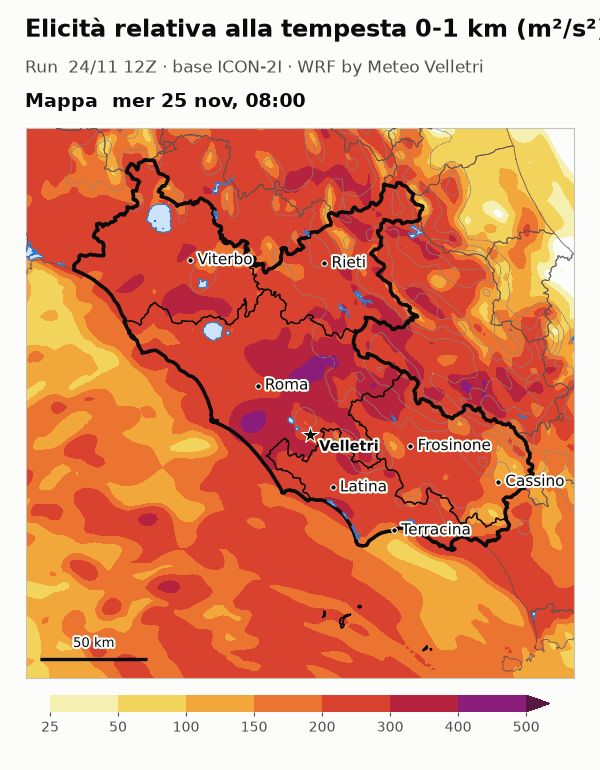 Elicità relativa alla tempesta 0-1 km (m²/s²)
Run 24/11 12Z · base ICON-2I · WRF by Meteo Velletri
Mappa mer 25 nov, 08:00
Viterbo
Rieti
Roma
Velletri
Frosinone
Cassino
Latina
Terracina
50 km
25 50 100 150 200 300 400 500